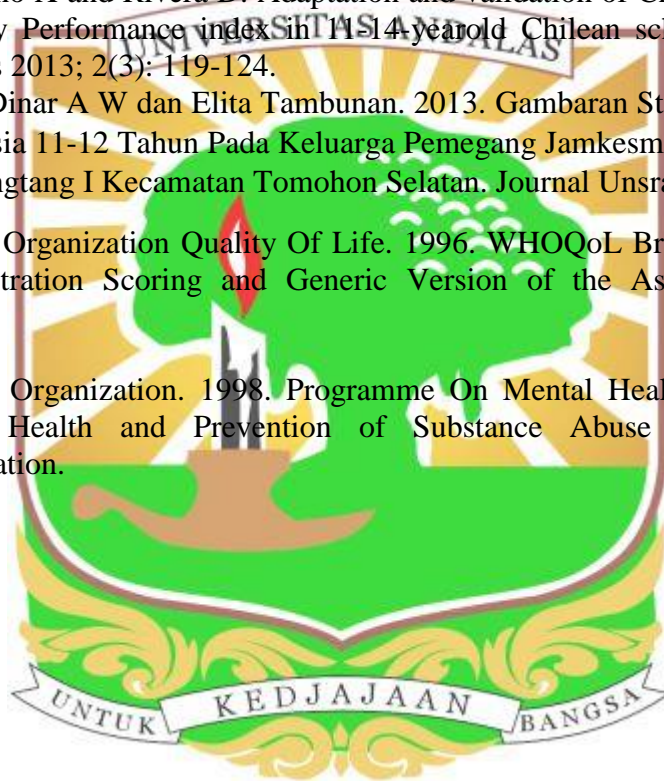 and Rivera D. Adaptation and validation of
y Performance index in 11-14-yearold Chilean sc
UNIVERSITAS ANDALAS
s 2013; 2(3): 119-124.
Dinar A W dan Elita Tambunan. 2013. Gambaran St
sia 11-12 Tahun Pada Keluarga Pemegang Jamkesm
ngtang I Kecamatan Tomohon Selatan. Journal Unsra
Organization Quality Of Life. 1996. WHOQoL Br
tration Scoring and Generic Version of the As
Organization. 1998. Programme On Mental Heal
Health and Prevention of Substance Abuse
ation.
UNTUK KEDJAJAAN BANGSA